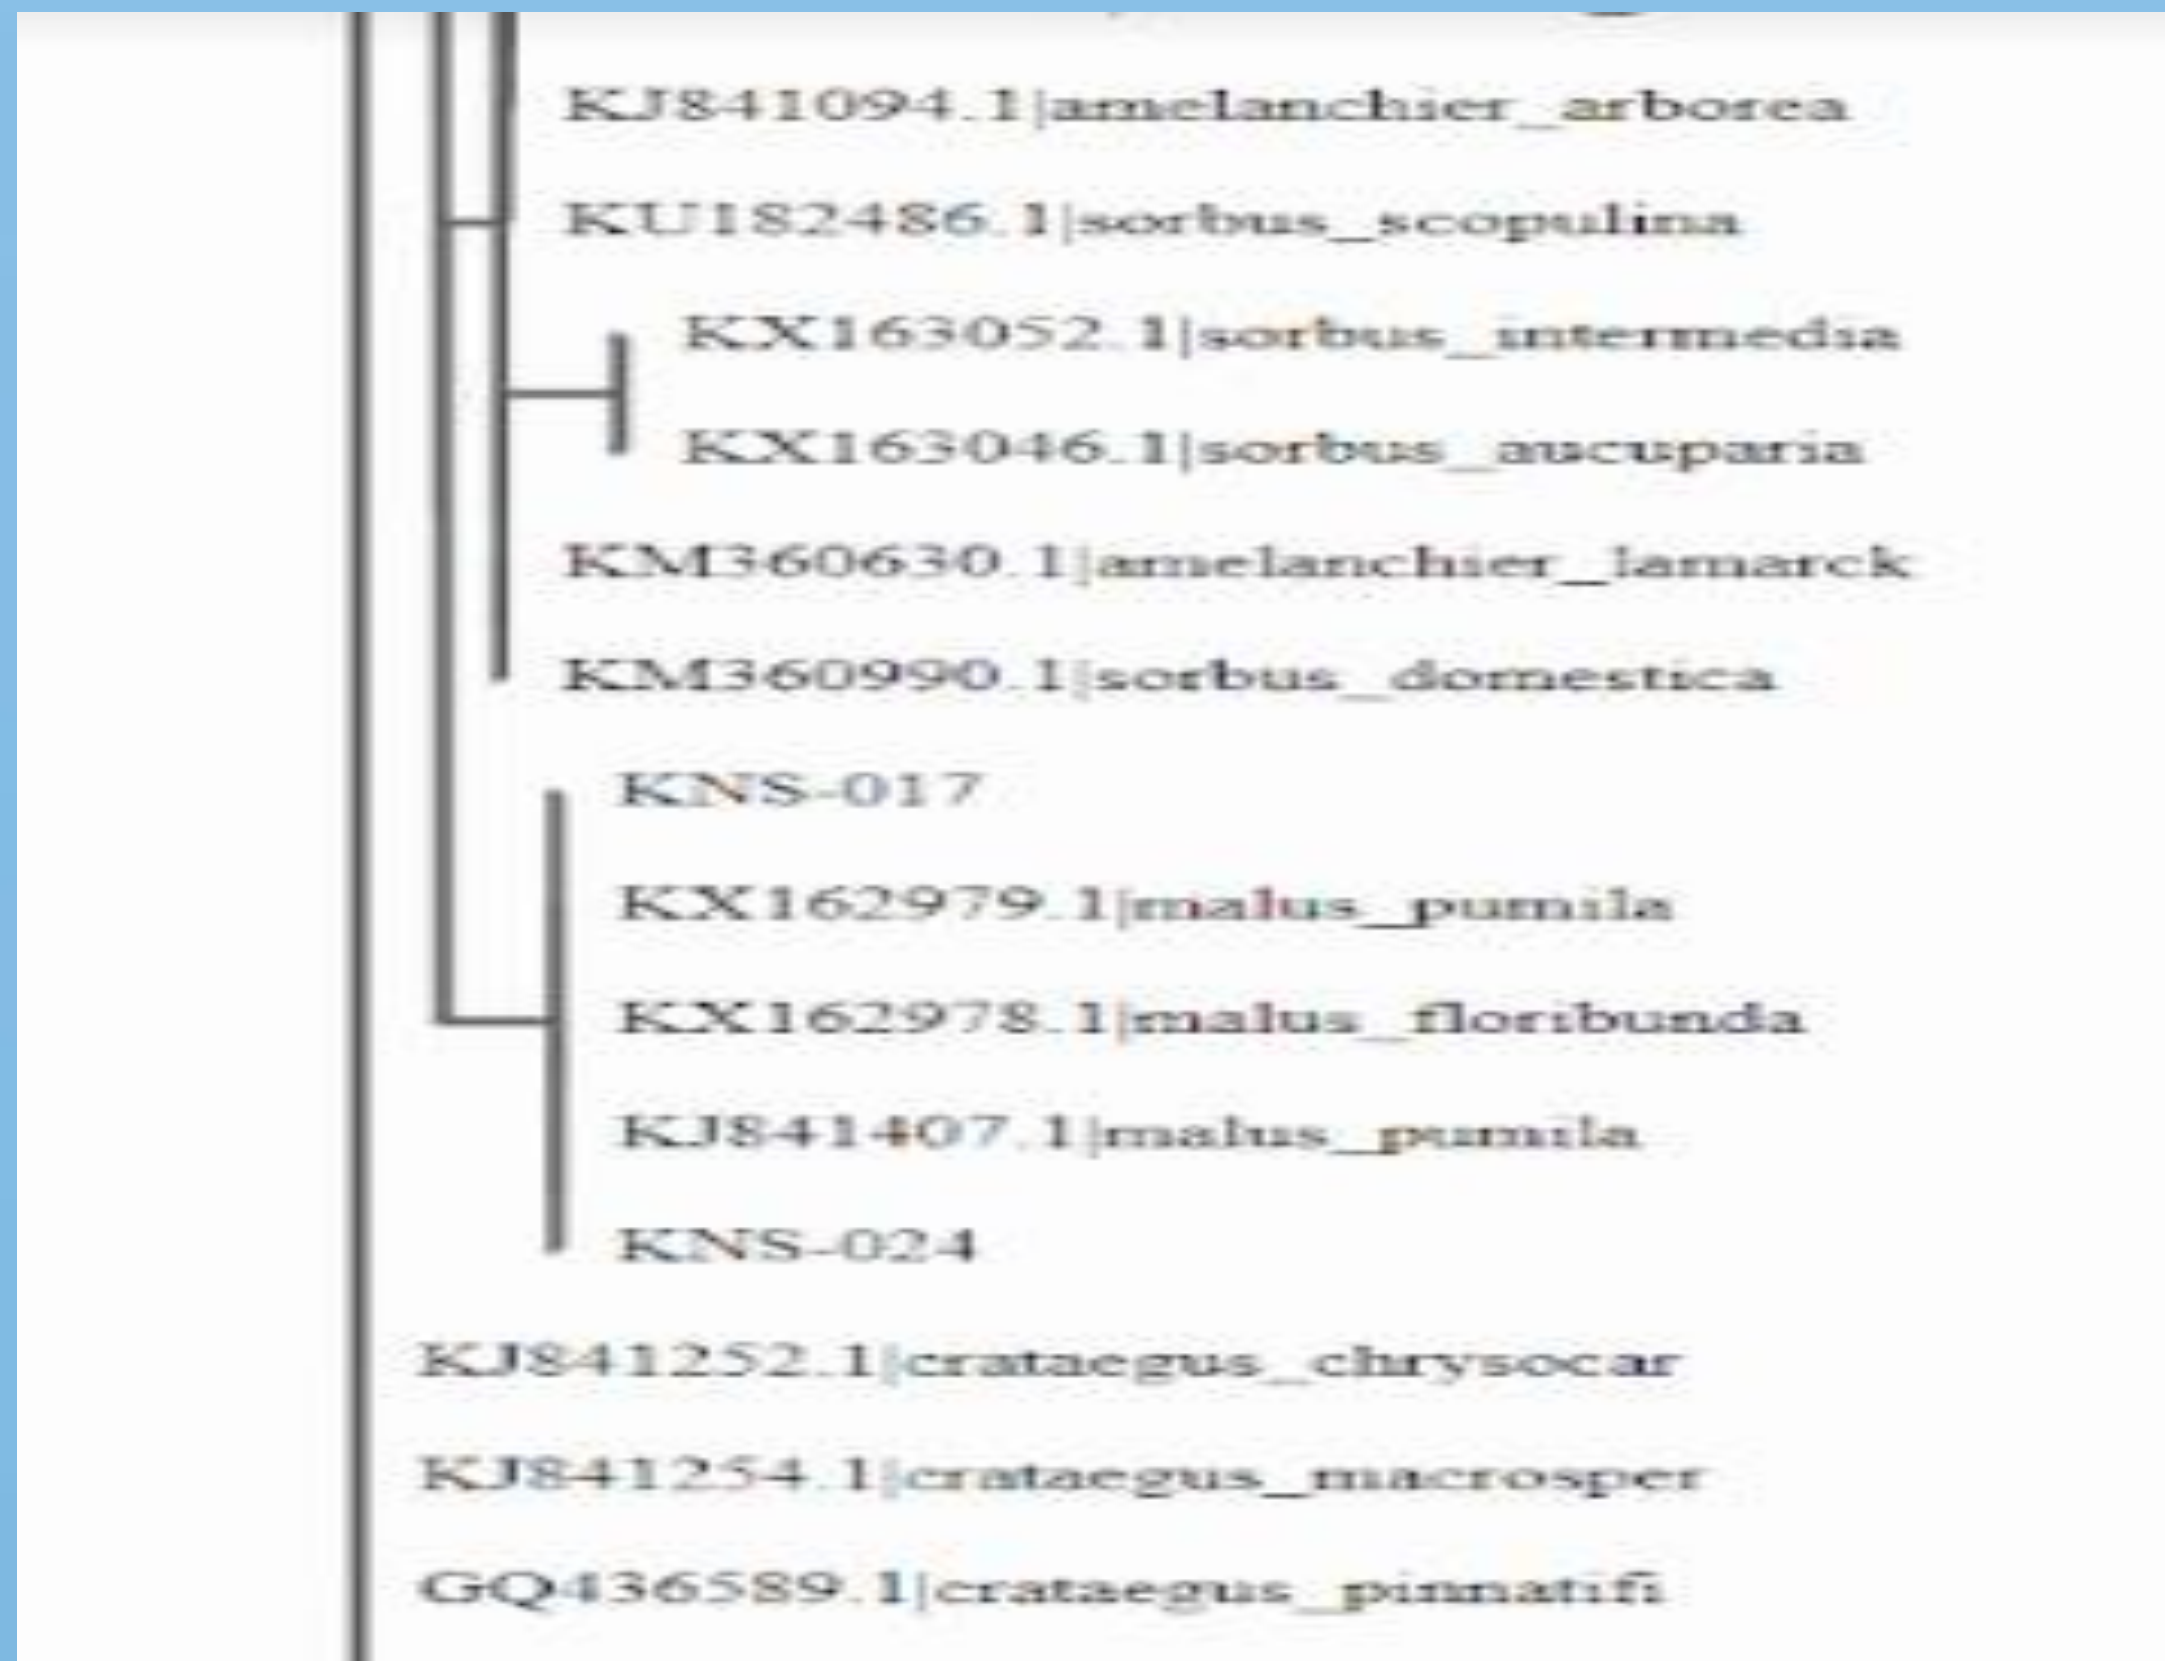 KJ841094.1|amelanchier_arborea
KU182486.1|sorbus_scopulina
KX163052.1|sorbus_intermedia
KX163046.1|sorbus_aucuparia
KM360630.1|amelanchier_lamarck
KM360990.1|sorbus_domestica
KNS-017
KX162979.1|malus_pumila
KX162978.1|malus_floribunda
KJ841407.1|malus_pumila
KNS-024
KJ841252.1|crataegus_chrysocar
KJ841254.1|crataegus_macrosper
GQ436589.1|crataegus_pinnatifi